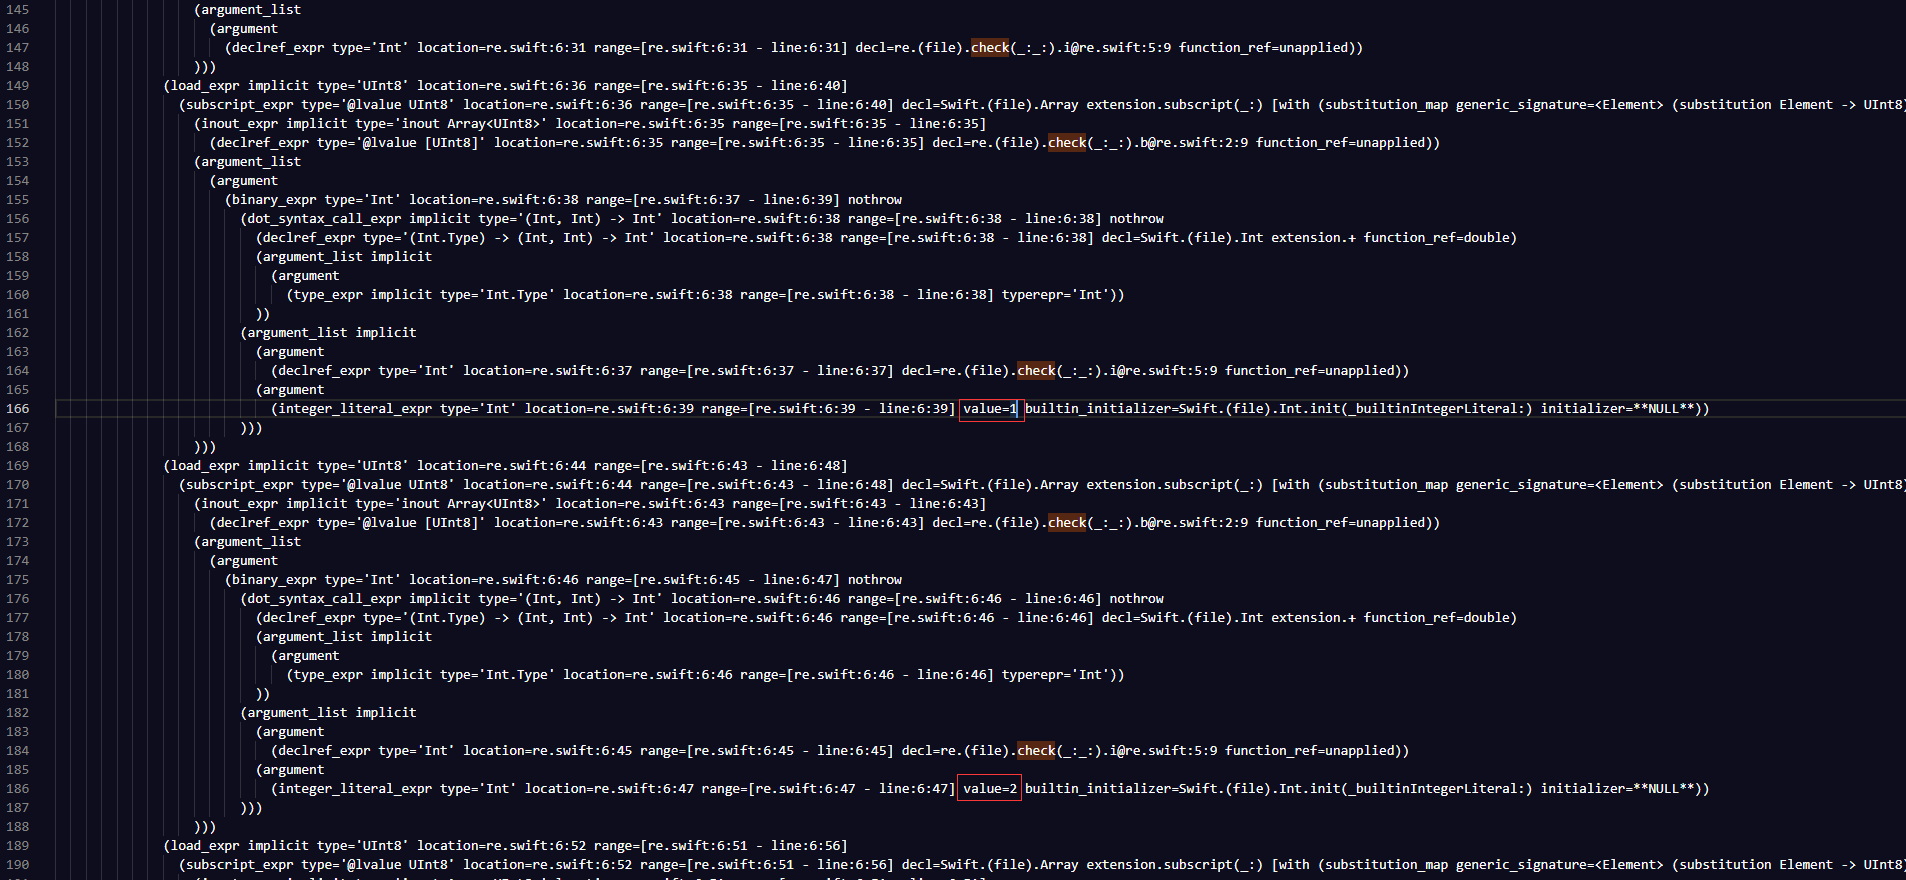 145 (argument_list
146 (argument
147 (declref_expr type='Int' location=re.swift:6:31 range=[re.swift:6:31 - line:6:31] decl=re.(file).check(_:_:).i@re.swift:5:9 function_ref=unapplied))
148 )))
149 (load_expr implicit type='UInt8' location=re.swift:6:36 range=[re.swift:6:35 - line:6:40]
150 (subscript_expr type='@lvalue UInt8' location=re.swift:6:36 range=[re.swift:6:35 - line:6:40] decl=Swift.(file).Array extension.subscript(_:) [with (substitution_map generic_signature=<Element> (substitution Element -> UInt8)
151 (inout_expr implicit type='inout Array<UInt8>' location=re.swift:6:35 range=[re.swift:6:35 - line:6:35]
152 (declref_expr type='@lvalue [UInt8]' location=re.swift:6:35 range=[re.swift:6:35 - line:6:35] decl=re.(file).check(_:_:).b@re.swift:2:9 function_ref=unapplied))
153 (argument_list
154 (argument
155 (binary_expr type='Int' location=re.swift:6:38 range=[re.swift:6:37 - line:6:39] nothrow
156 (dot_syntax_call_expr implicit type='(Int, Int) -> Int' location=re.swift:6:38 range=[re.swift:6:38 - line:6:38] nothrow
157 (declref_expr type='(Int.Type) -> (Int, Int) -> Int' location=re.swift:6:38 range=[re.swift:6:38 - line:6:38] decl=Swift.(file).Int extension.+ function_ref=double)
158 (argument_list implicit
159 (argument
160 (type_expr implicit type='Int.Type' location=re.swift:6:38 range=[re.swift:6:38 - line:6:38] typerepr='Int'))
161 ))
162 (argument_list implicit
163 (argument
164 (declref_expr type='Int' location=re.swift:6:37 range=[re.swift:6:37 - line:6:37] decl=re.(file).check(_:_:).i@re.swift:5:9 function_ref=unapplied))
165 (argument
166 (integer_literal_expr type='Int' location=re.swift:6:39 range=[re.swift:6:39 - line:6:39] value=1 builtin_initializer=Swift.(file).Int.init(_builtinIntegerLiteral:) initializer=**NULL**))
167 )))
168 )))
169 (load_expr implicit type='UInt8' location=re.swift:6:44 range=[re.swift:6:43 - line:6:48]
170 (subscript_expr type='@lvalue UInt8' location=re.swift:6:44 range=[re.swift:6:43 - line:6:48] decl=Swift.(file).Array extension.subscript(_:) [with (substitution_map generic_signature=<Element> (substitution Element -> UInt8)
171 (inout_expr implicit type='inout Array<UInt8>' location=re.swift:6:43 range=[re.swift:6:43 - line:6:43]
172 (declref_expr type='@lvalue [UInt8]' location=re.swift:6:43 range=[re.swift:6:43 - line:6:43] decl=re.(file).check(_:_:).b@re.swift:2:9 function_ref=unapplied))
173 (argument_list
174 (argument
175 (binary_expr type='Int' location=re.swift:6:46 range=[re.swift:6:45 - line:6:47] nothrow
176 (dot_syntax_call_expr implicit type='(Int, Int) -> Int' location=re.swift:6:46 range=[re.swift:6:46 - line:6:46] nothrow
177 (declref_expr type='(Int.Type) -> (Int, Int) -> Int' location=re.swift:6:46 range=[re.swift:6:46 - line:6:46] decl=Swift.(file).Int extension.+ function_ref=double)
178 (argument_list implicit
179 (argument
180 (type_expr implicit type='Int.Type' location=re.swift:6:46 range=[re.swift:6:46 - line:6:46] typerepr='Int'))
181 ))
182 (argument_list implicit
183 (argument
184 (declref_expr type='Int' location=re.swift:6:45 range=[re.swift:6:45 - line:6:45] decl=re.(file).check(_:_:).i@re.swift:5:9 function_ref=unapplied))
185 (argument
186 (integer_literal_expr type='Int' location=re.swift:6:47 range=[re.swift:6:47 - line:6:47] value=2 builtin_initializer=Swift.(file).Int.init(_builtinIntegerLiteral:) initializer=**NULL**))
187 )))
188 )))
189 (load_expr implicit type='UInt8' location=re.swift:6:52 range=[re.swift:6:51 - line:6:56]
190 (subscript_expr type='@lvalue UInt8' location=re.swift:6:52 range=[re.swift:6:51 - line:6:56] decl=Swift.(file).Array extension.subscript(_:) [with (substitution_map generic_signature=<Element> (substitution Element -> UInt8)